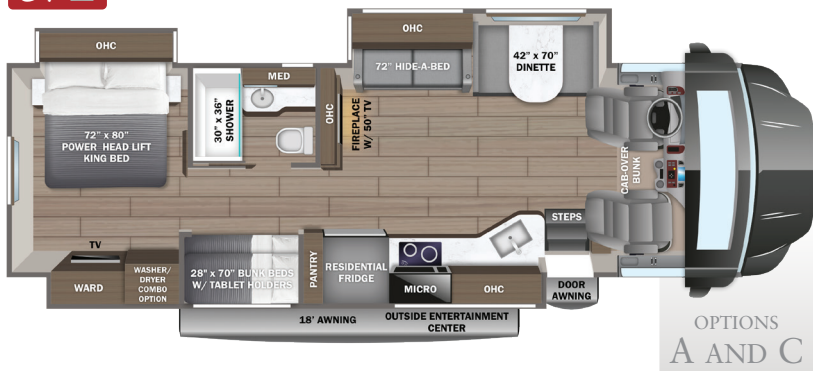 OHC
72" x 80"
POWER HEAD LIFT
KING BED
30" x 36"
SHOWER
MED
OHC
FIREPLACE
W/ 50" TV
OHC
72" HIDE-A-BED
42" x 70"
DINETTE
CAB-OVER
BUNK
TV
WARD
WASHER/
DRYER
COMBO
OPTION
28" x 70" BUNK BEDS
W/ TABLET HOLDERS
PANTRY
RESIDENTIAL
FRIDGE
MICRO
OHC
STEPS
DOOR
AWNING
18' AWNING
OUTSIDE ENTERTAINMENT
CENTER
OPTIONS
A AND C